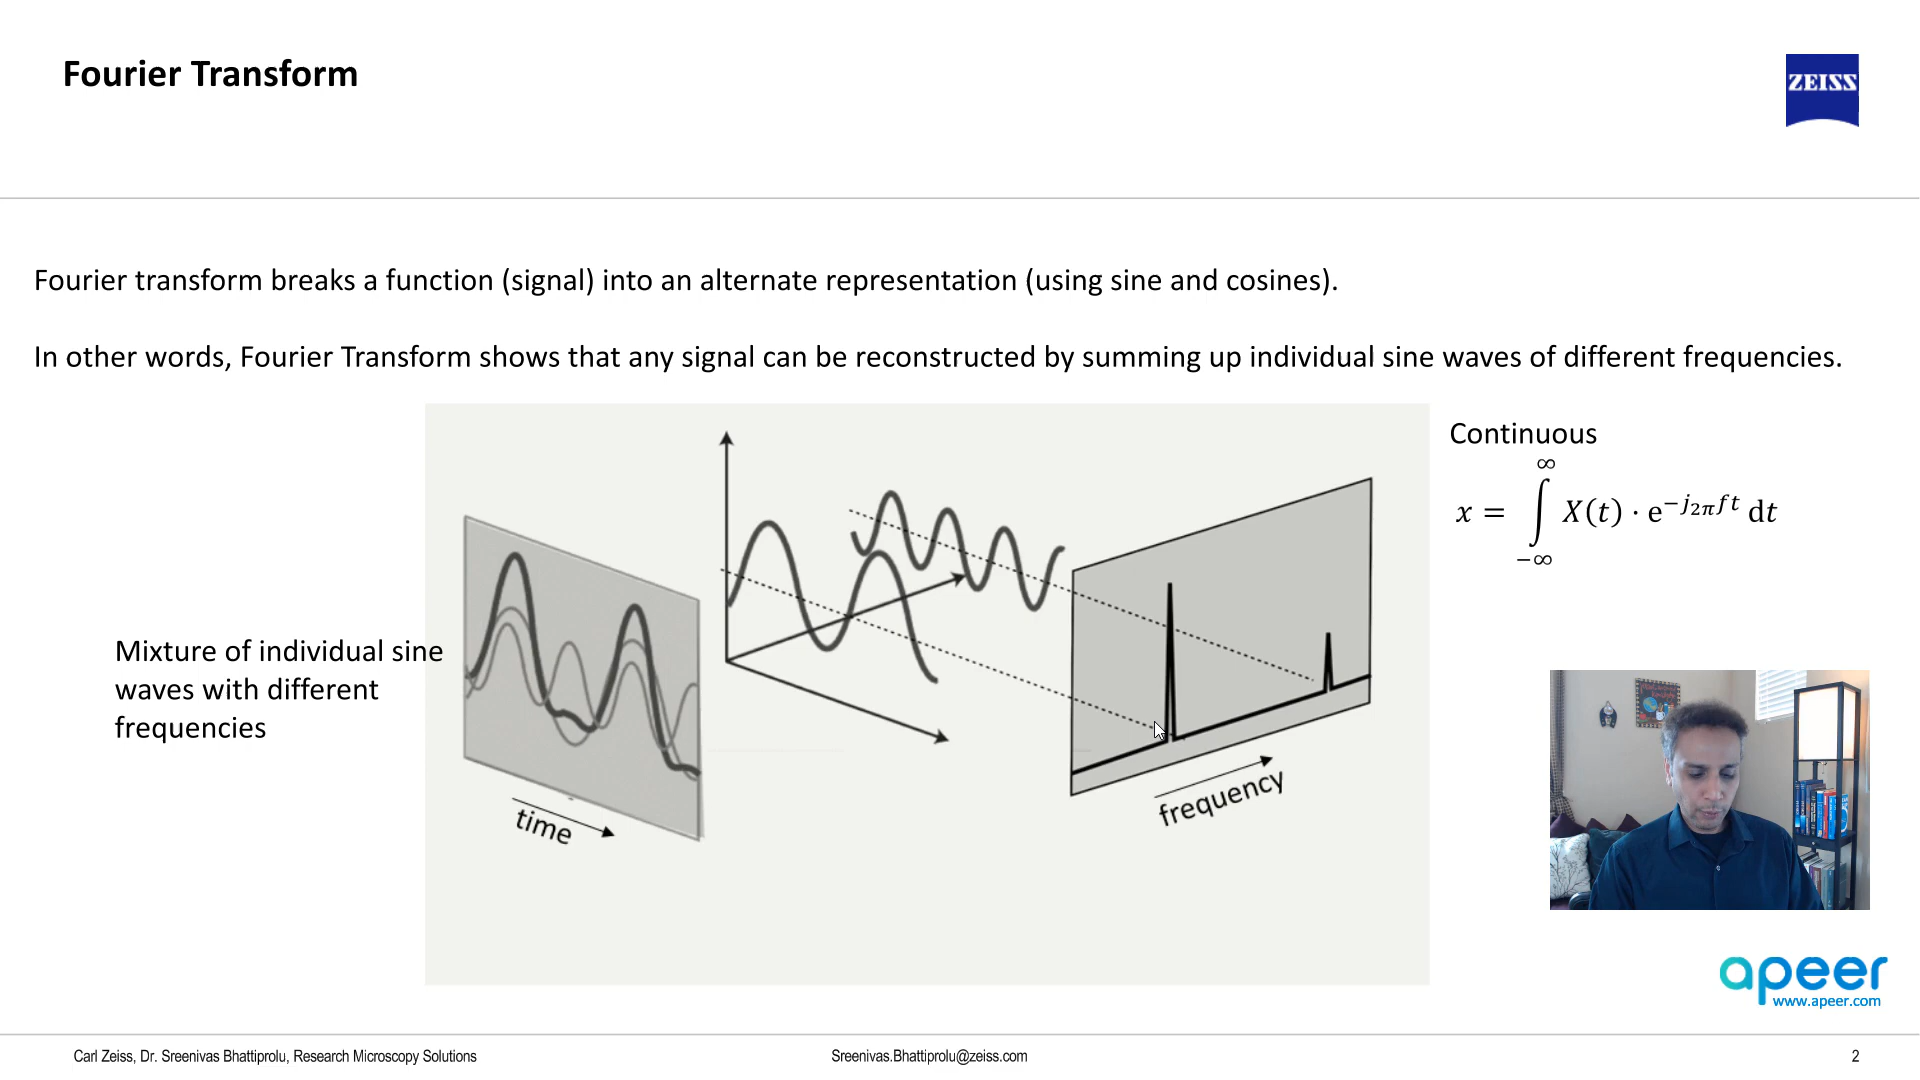 Fourier Transform
ZEISS
Fourier transform breaks a function (signal) into an alternate representation (using sine and cosines).
In other words, Fourier Transform shows that any signal can be reconstructed by summing up individual sine waves of different frequencies.
Continuous
∞
x = ∫ X(t) · e^{−j2πft} dt
−∞
Mixture of individual sine
waves with different
frequencies
time
frequency
apeer
www.apeer.com
Carl Zeiss, Dr. Sreenivas Bhattiprolu, Research Microscopy Solutions
Sreenivas.Bhattiprolu@zeiss.com
2